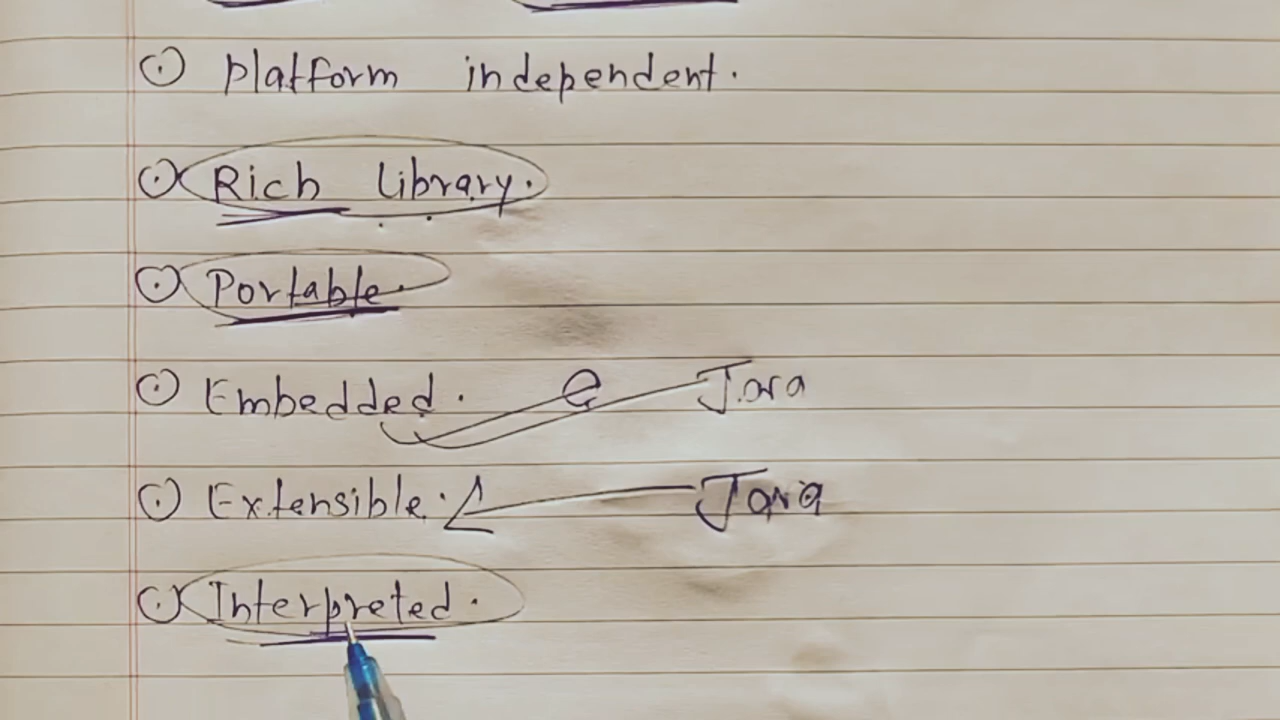 Platform independent.
Rich Library.
Portable.
Embedded. Java
Extensible. Java
Interpreted.